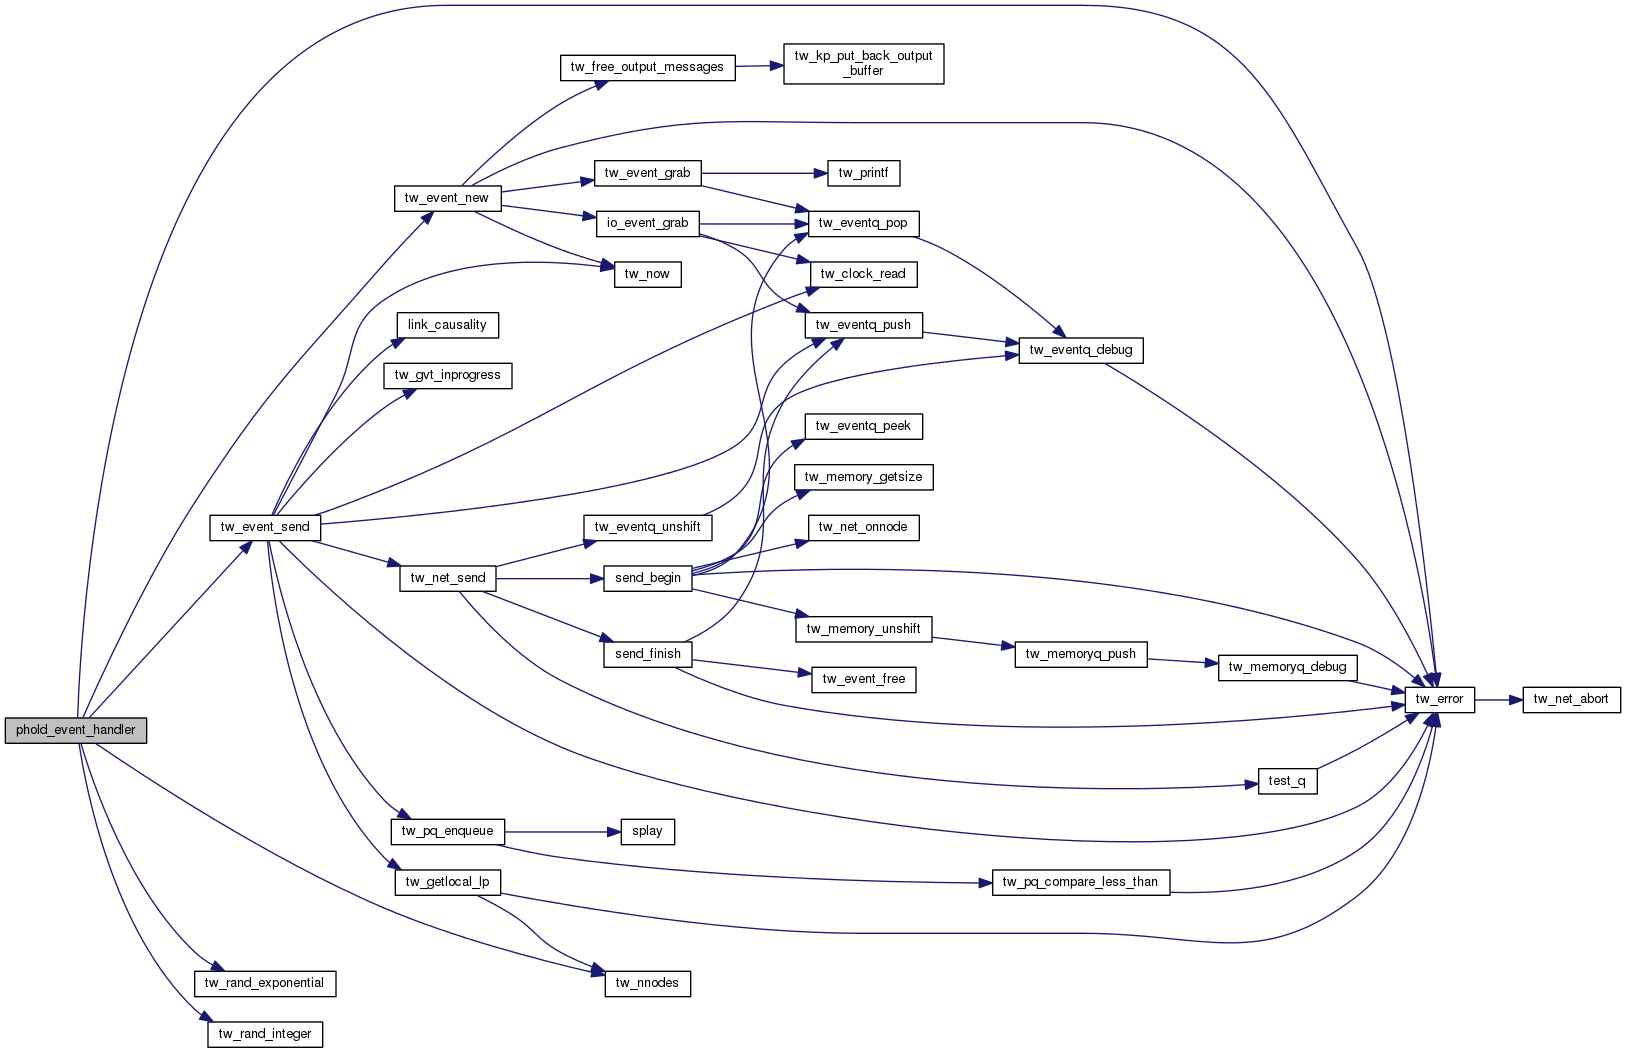 tw_kp_put_back_output
_buffer
tw_free_output_messages
tw_event_grab
tw_printf
tw_event_new
io_event_grab
tw_eventq_pop
tw_now
tw_clock_read
link_causality
tw_eventq_push
tw_eventq_debug
tw_gvt_inprogress
tw_eventq_peek
tw_memory_getsize
tw_event_send
tw_eventq_unshift
tw_net_onnode
tw_net_send
send_begin
tw_memory_unshift
send_finish
tw_memoryq_push
tw_memoryq_debug
tw_event_free
tw_error
tw_net_abort
phold_event_handler
test_q
tw_pq_enqueue
splay
tw_getlocal_lp
tw_pq_compare_less_than
tw_rand_exponential
tw_nnodes
tw_rand_integer